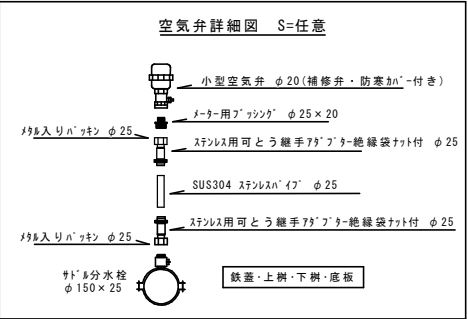 空気弁詳細図 S=任意
小型空気弁 φ20(補修弁・防寒ｶﾊﾞｰ付き)
ﾒｰﾀｰ用ﾌﾞｯｼﾝｸﾞ φ25×20
ﾒﾀﾙ入りﾊﾟｯｷﾝ φ25
ｽﾃﾝﾚｽ用可とう継手ｱﾀﾞﾌﾟﾀｰ絶縁袋ﾅｯﾄ付 φ25
SUS304 ｽﾃﾝﾚｽﾊﾟｲﾌﾟ φ25
ｽﾃﾝﾚｽ用可とう継手ｱﾀﾞﾌﾟﾀｰ絶縁袋ﾅｯﾄ付 φ25
ﾒﾀﾙ入りﾊﾟｯｷﾝ φ25
ｻﾄﾞﾙ分水栓
φ150×25
鉄蓋・上桝・下桝・底板